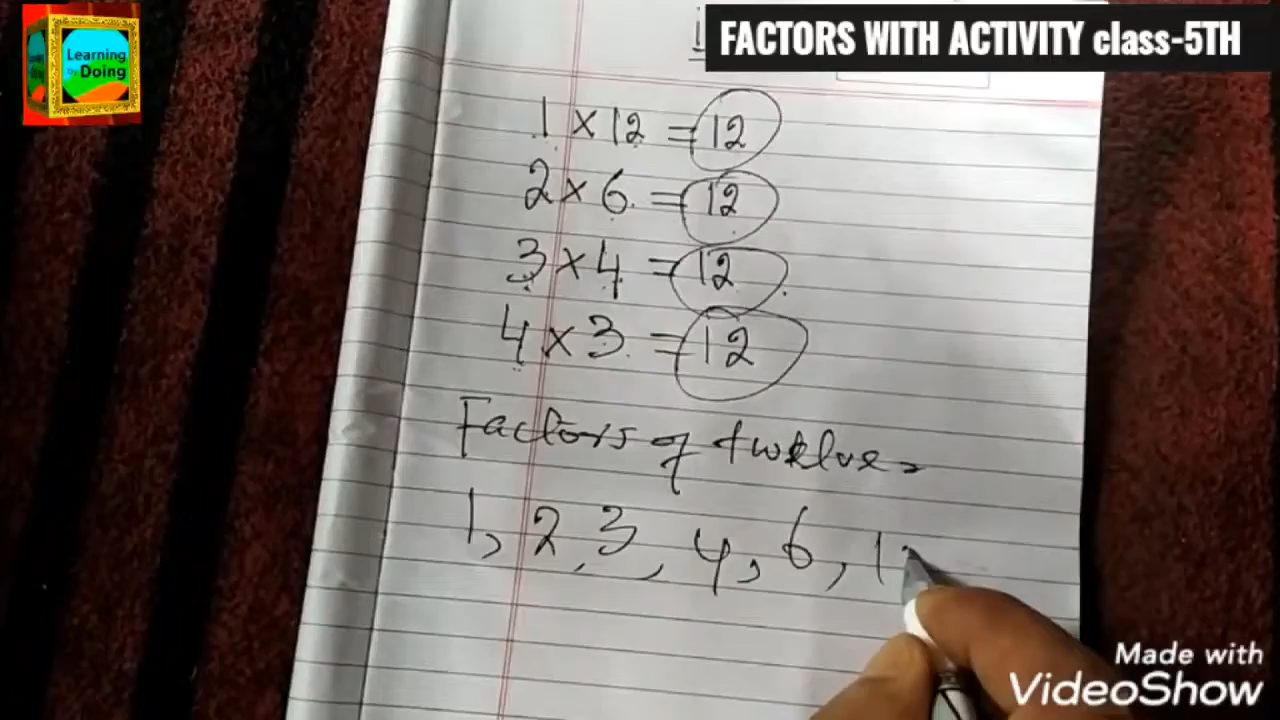 Learning
by Doing
FACTORS WITH ACTIVITY class-5TH
1 × 12 = 12
2 × 6 = 12
3 × 4 = 12
4 × 3 = 12
Factors of twelve =
1, 2, 3, 4, 6, 12
Made with
VideoShow